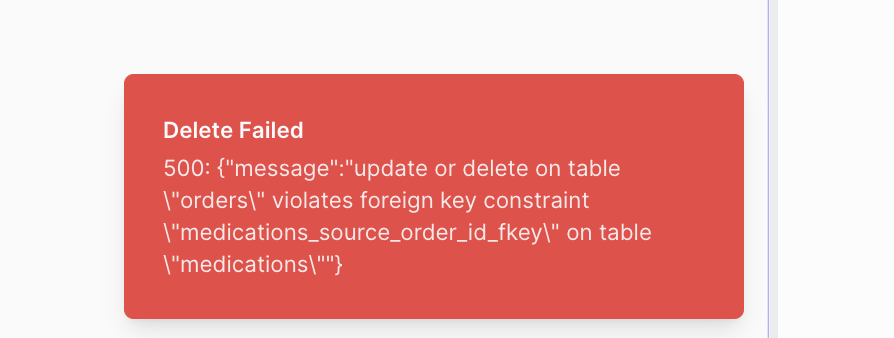 Delete Failed
500: {"message":"update or delete on table
\"orders\" violates foreign key constraint
\"medications_source_order_id_fkey\" on table
\"medications\""}